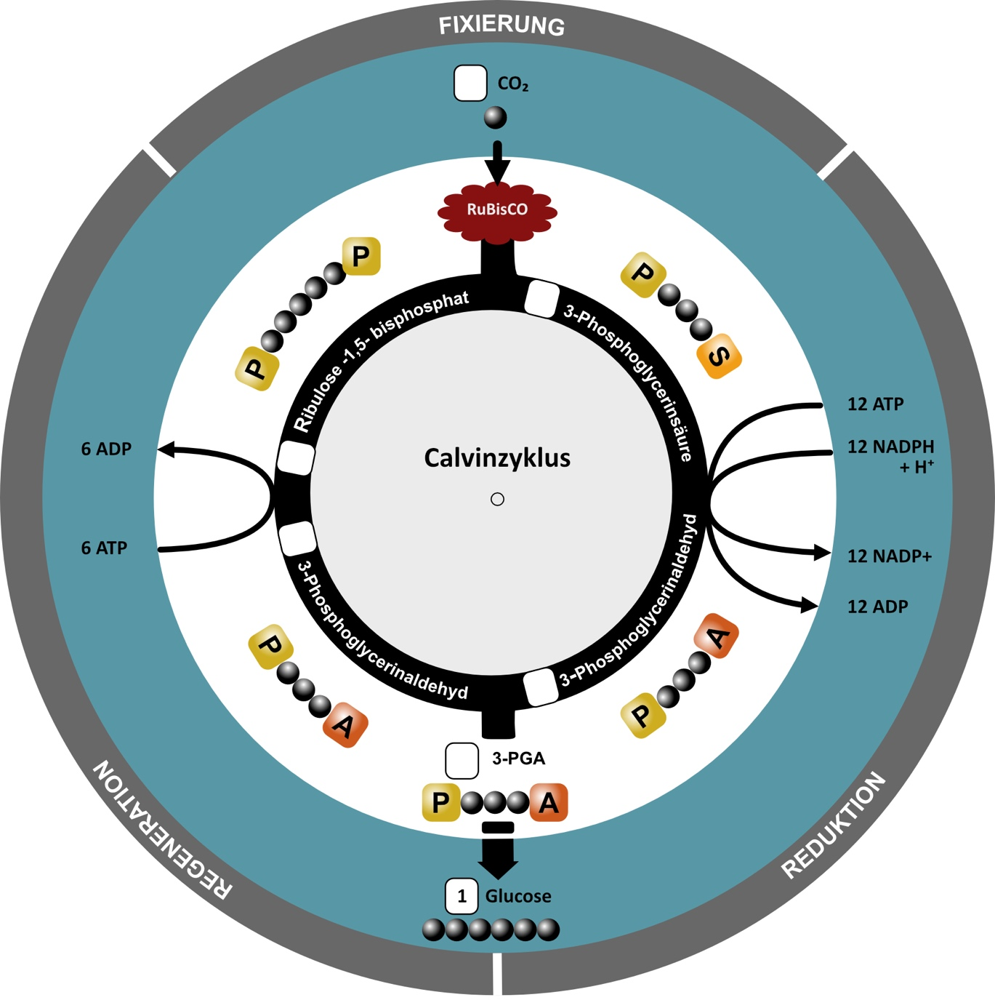 FIXIERUNG
CO₂
RuBisCO
P
P
P
S
Ribulose -1,5- bisphosphat
3-Phosphoglycerinsäure
12 ATP
12 NADPH
+ H⁺
6 ADP
Calvinzyklus
6 ATP
12 NADP+
12 ADP
3-Phosphoglycerinaldehyd
3-Phosphoglycerinaldehyd
P
A
A
P
3-PGA
P
A
REGENERATION
REDUKTION
1 Glucose